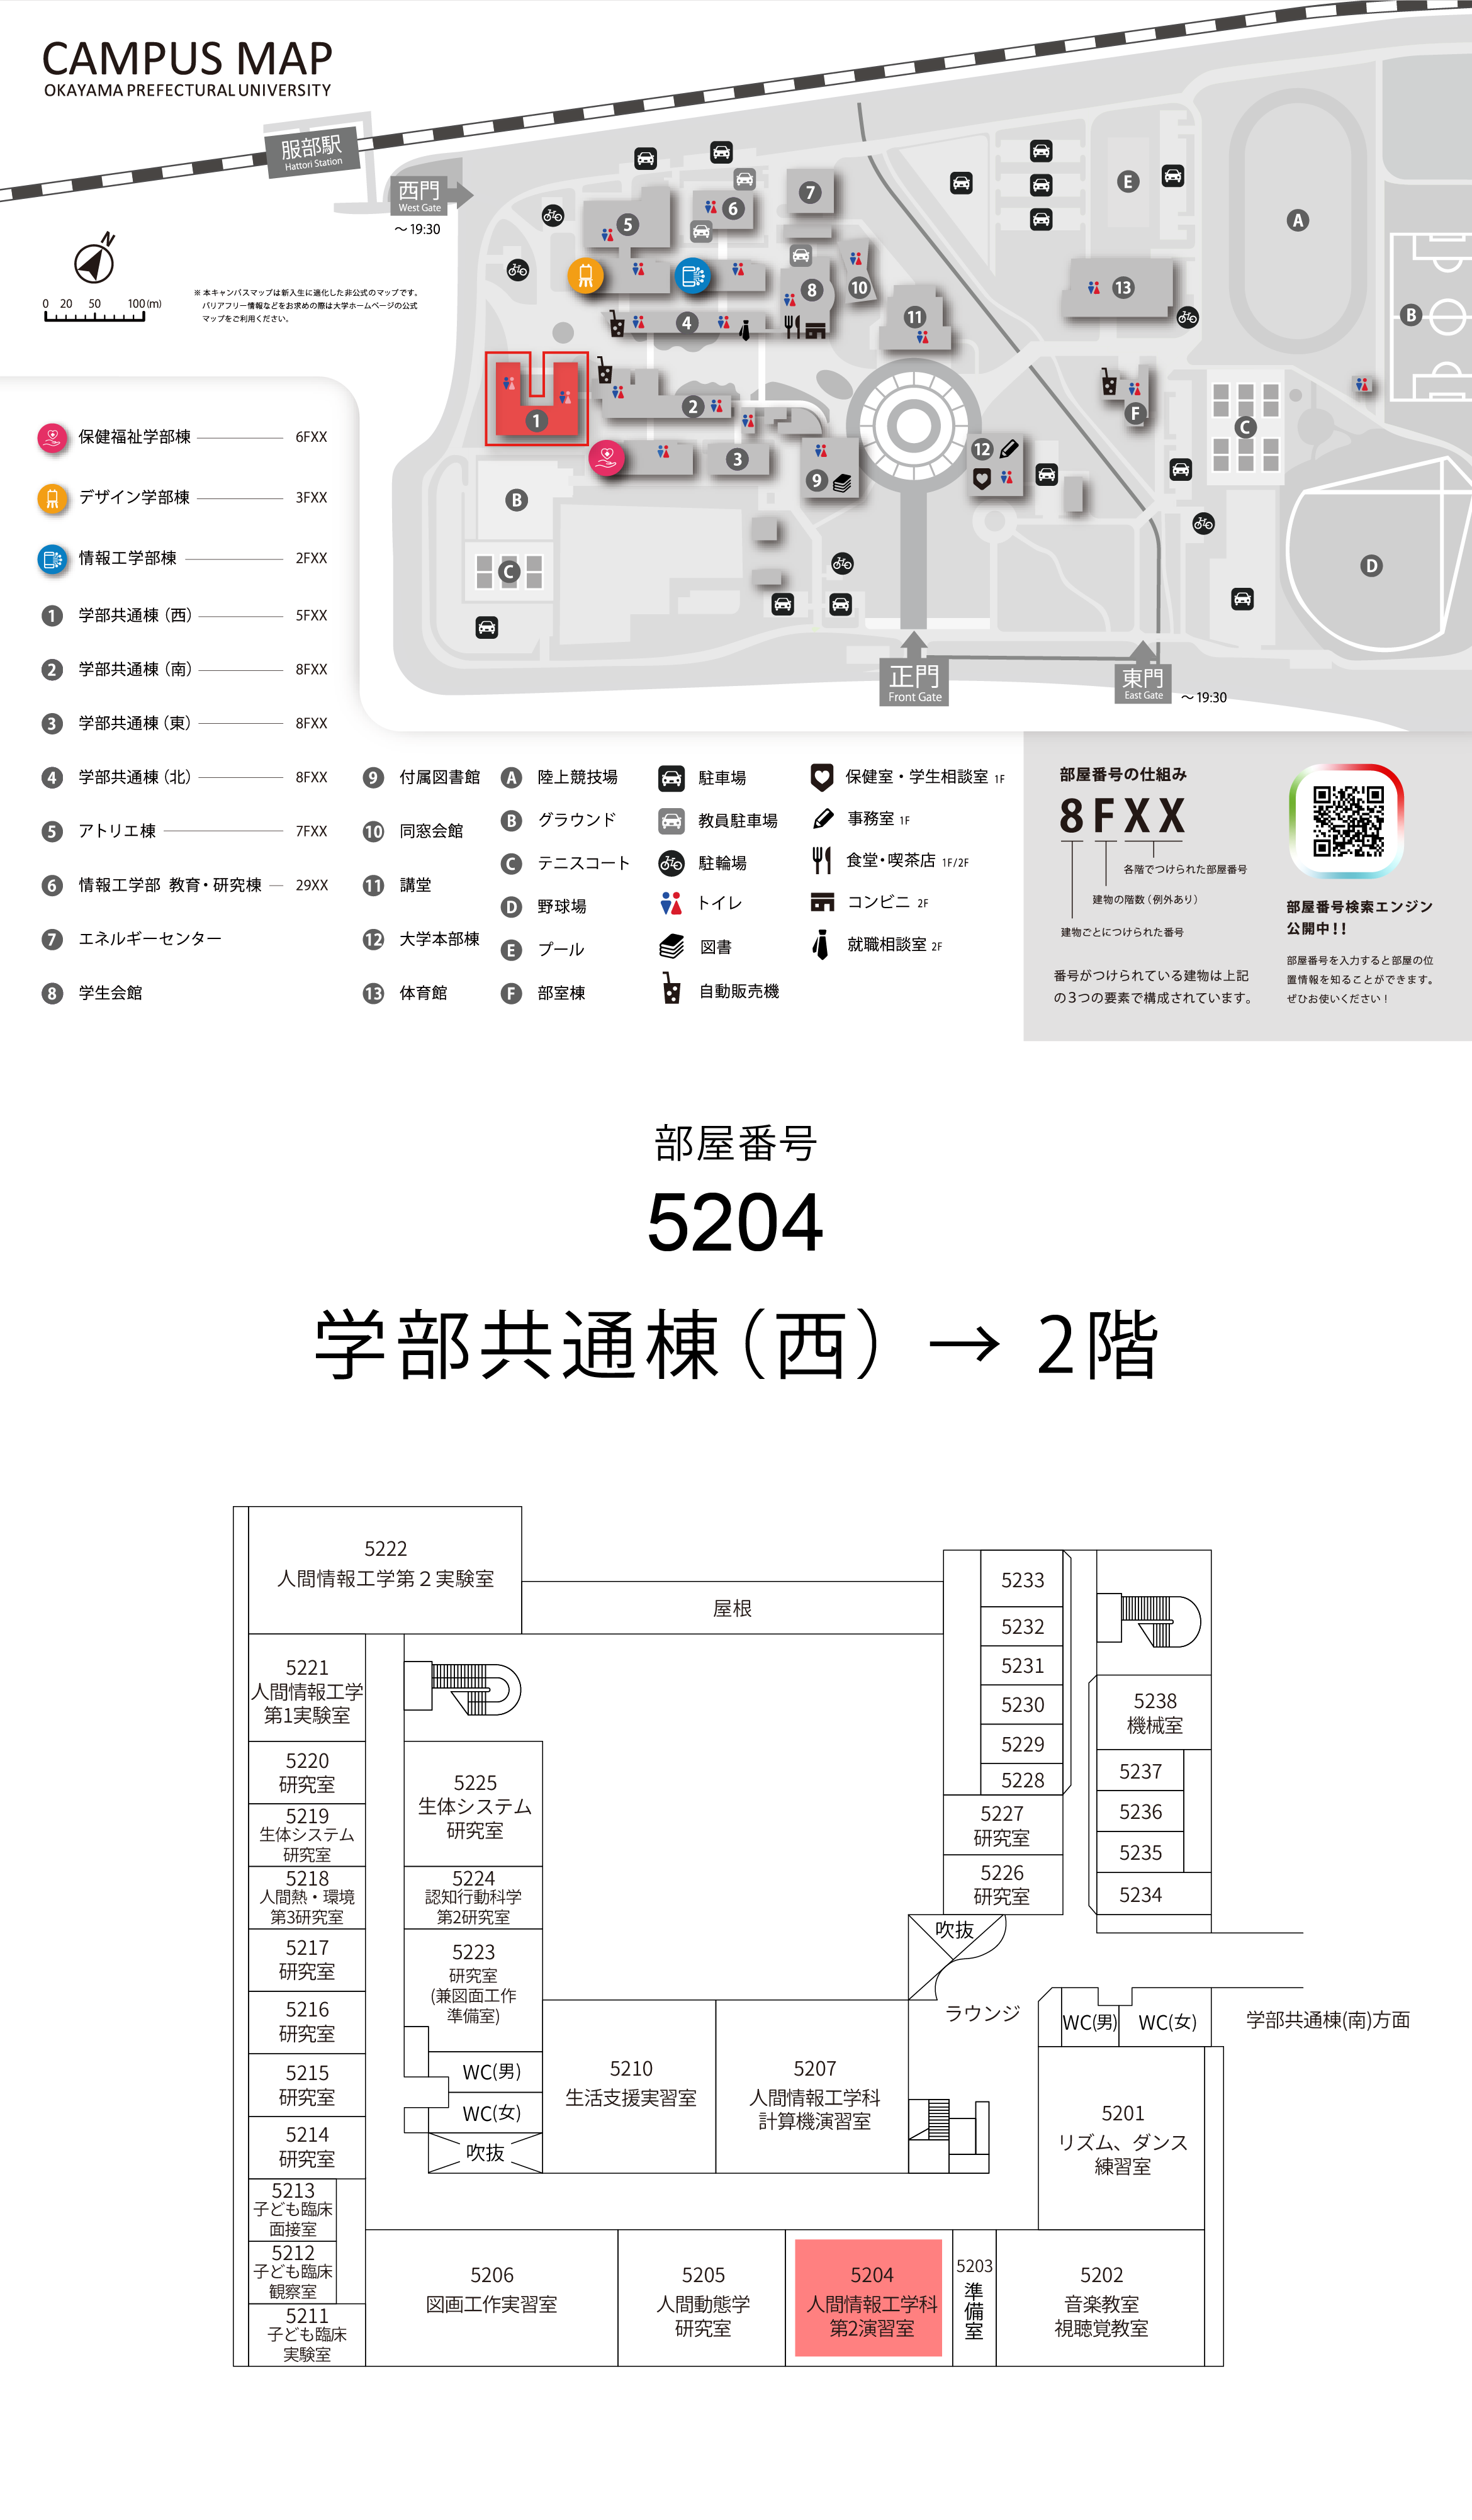 CAMPUS MAP
OKAYAMA PREFECTURAL UNIVERSITY
服部駅
Hattori Station
西門
West Gate
～19:30
N
0 20 50 100(m)
※ 本キャンパスマップは新入生に適化した非公式のマップです。
バリアフリー情報などをお求めの際は大学ホームページの公式
マップをご利用ください。
5
6
7
4
8
10
11
13
1
2
3
9
12
A
B
C
D
E
F
B
C
正門
Front Gate
東門
East Gate
～19:30
保健福祉学部棟 6FXX
デザイン学部棟 3FXX
情報工学部棟 2FXX
1 学部共通棟（西） 5FXX
2 学部共通棟（南） 8FXX
3 学部共通棟（東） 8FXX
4 学部共通棟（北） 8FXX
5 アトリエ棟 7FXX
6 情報工学部 教育・研究棟 29XX
7 エネルギーセンター
8 学生会館
9 付属図書館
10 同窓会館
11 講堂
12 大学本部棟
13 体育館
A 陸上競技場
B グラウンド
C テニスコート
D 野球場
E プール
F 部室棟
駐車場
教員駐車場
駐輪場
トイレ
図書
自動販売機
保健室・学生相談室 1F
事務室 1F
食堂・喫茶店 1F/2F
コンビニ 2F
就職相談室 2F
部屋番号の仕組み
8FXX
各階でつけられた部屋番号
建物の階数（例外あり）
建物ごとにつけられた番号
番号がつけられている建物は上記
の3つの要素で構成されています。
部屋番号検索エンジン
公開中！！
部屋番号を入力すると部屋の位
置情報を知ることができます。
ぜひお使いください！
部屋番号
5204
学部共通棟（西） → 2階
5222
人間情報工学第２実験室
屋根
5221
人間情報工学
第1実験室
5220
研究室
5219
生体システム
研究室
5218
人間熱・環境
第3研究室
5217
研究室
5216
研究室
5215
研究室
5214
研究室
5213
子ども臨床
面接室
5212
子ども臨床
観察室
5211
子ども臨床
実験室
5225
生体システム
研究室
5224
認知行動科学
第2研究室
5223
研究室
(兼図面工作
準備室)
WC(男)
WC(女)
吹抜
5210
生活支援実習室
5207
人間情報工学科
計算機演習室
5233
5232
5231
5230
5229
5228
5227
研究室
5226
研究室
吹抜
ラウンジ
5238
機械室
5237
5236
5235
5234
WC(男)
WC(女)
学部共通棟(南)方面
5201
リズム、ダンス
練習室
5206
図画工作実習室
5205
人間動態学
研究室
5204
人間情報工学科
第2演習室
5203
準備室
5202
音楽教室
視聴覚教室